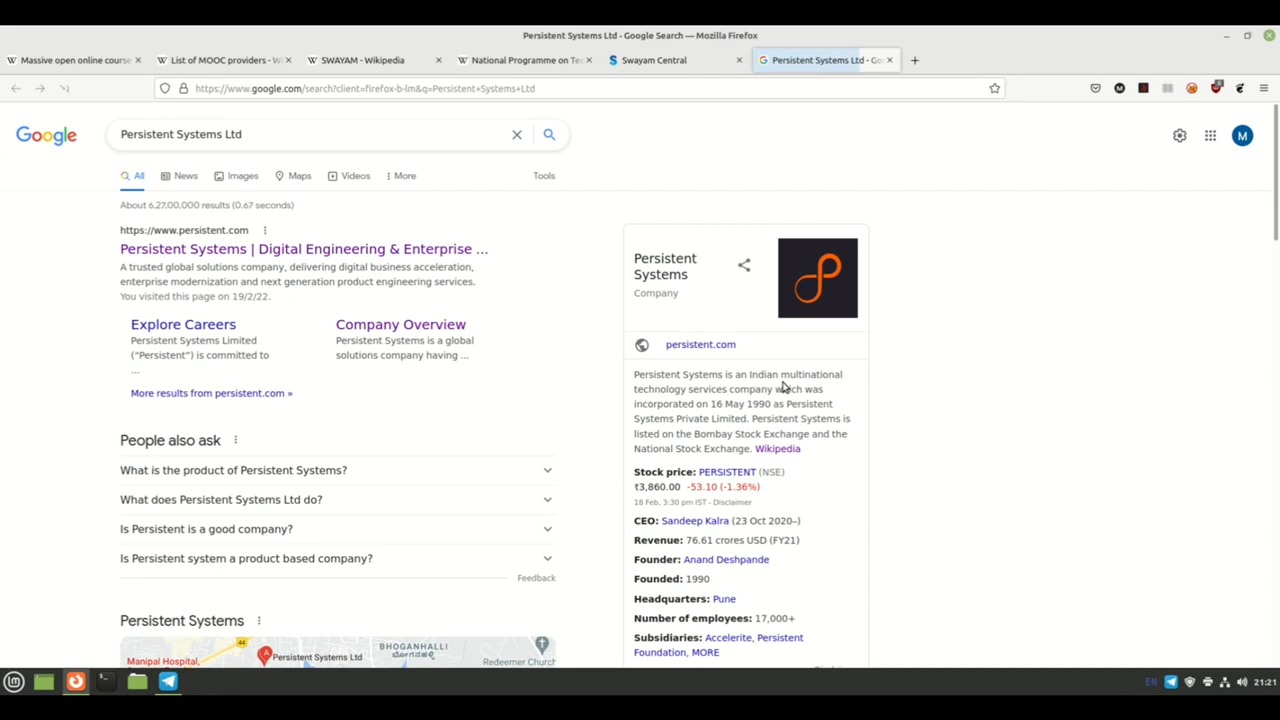 Persistent Systems Ltd - Google Search — Mozilla Firefox
Massive open online course
List of MOOC providers - Wi
SWAYAM - Wikipedia
National Programme on Tec
Swayam Central
Persistent Systems Ltd - Goo
https://www.google.com/search?client=firefox-b-lm&q=Persistent+Systems+Ltd
Google
Persistent Systems Ltd
M
All
News
Images
Maps
Videos
More
Tools
About 6,27,00,000 results (0.67 seconds)
https://www.persistent.com
Persistent Systems | Digital Engineering & Enterprise ...
A trusted global solutions company, delivering digital business acceleration,
enterprise modernization and next generation product engineering services.
You visited this page on 19/2/22.
Explore Careers
Persistent Systems Limited
("Persistent") is committed to
...
Company Overview
Persistent Systems is a global
solutions company having ...
More results from persistent.com »
People also ask
What is the product of Persistent Systems?
What does Persistent Systems Ltd do?
Is Persistent is a good company?
Is Persistent system a product based company?
Feedback
Persistent Systems
44
Manipal Hospital,
Persistent Systems Ltd
BHOGANHALLI
Redeemer Church
Persistent
Systems
Company
persistent.com
Persistent Systems is an Indian multinational
technology services company which was
incorporated on 16 May 1990 as Persistent
Systems Private Limited. Persistent Systems is
listed on the Bombay Stock Exchange and the
National Stock Exchange. Wikipedia
Stock price: PERSISTENT (NSE)
₹3,860.00 -53.10 (-1.36%)
18 Feb, 3:30 pm IST - Disclaimer
CEO: Sandeep Kalra (23 Oct 2020–)
Revenue: 76.61 crores USD (FY21)
Founder: Anand Deshpande
Founded: 1990
Headquarters: Pune
Number of employees: 17,000+
Subsidiaries: Accelerite, Persistent
Foundation, MORE
EN
21:21